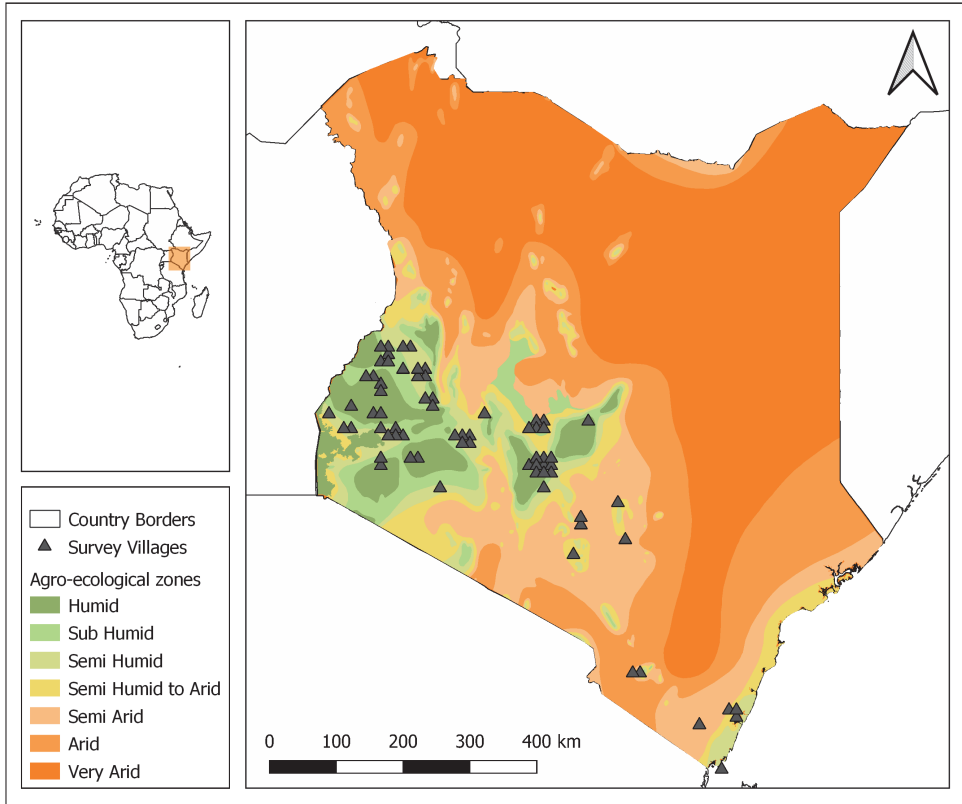 Country Borders
Survey Villages
Agro-ecological zones
Humid
Sub Humid
Semi Humid
Semi Humid to Arid
Semi Arid
Arid
Very Arid
0 100 200 300 400 km